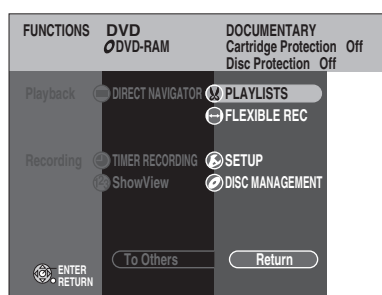 FUNCTIONS DVD DOCUMENTARY
DVD-RAM Cartridge Protection Off
Disc Protection Off
Playback DIRECT NAVIGATOR PLAYLISTS
FLEXIBLE REC
Recording TIMER RECORDING SETUP
ShowView DISC MANAGEMENT
To Others Return
ENTER
RETURN